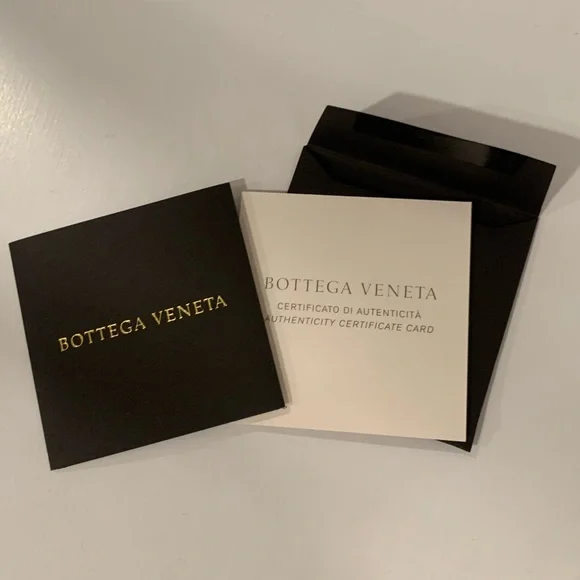 BOTTEGA VENETA
BOTTEGA VENETA
CERTIFICATO DI AUTENTICITÀ
AUTHENTICITY CERTIFICATE CARD